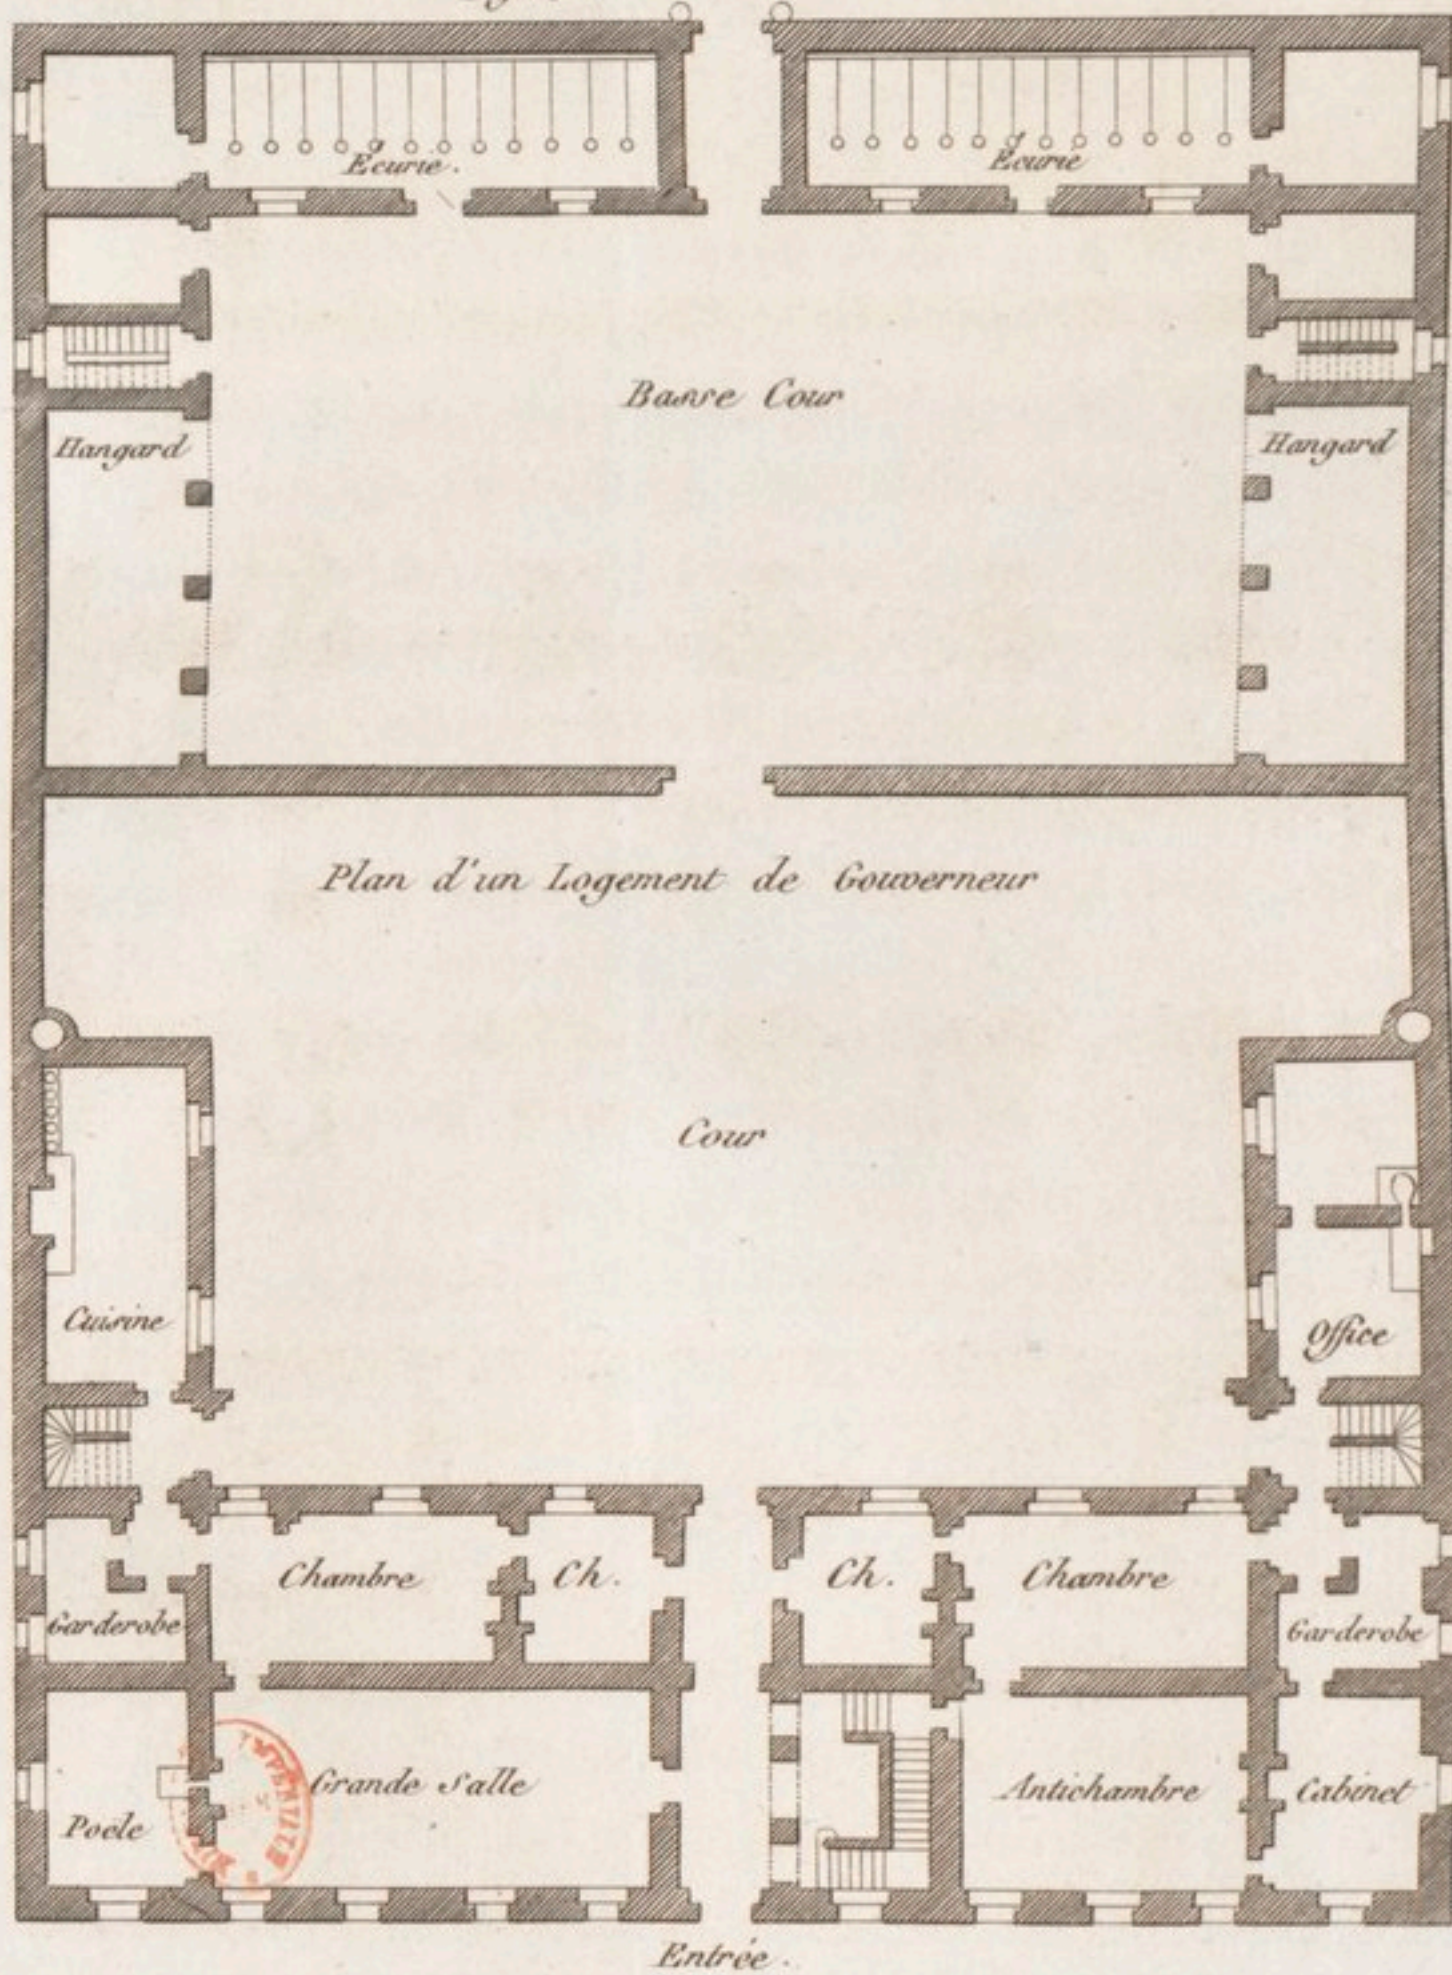 Ecurie.
Ecurie
Basse Cour
Hangard
Hangard
Plan d'un Logement de Gouverneur
Cour
Cuisine
Office
Chambre
Ch.
Ch.
Chambre
Garderobe
Garderobe
Grande Salle
Antichambre
Cabinet
Poele
Entrée.